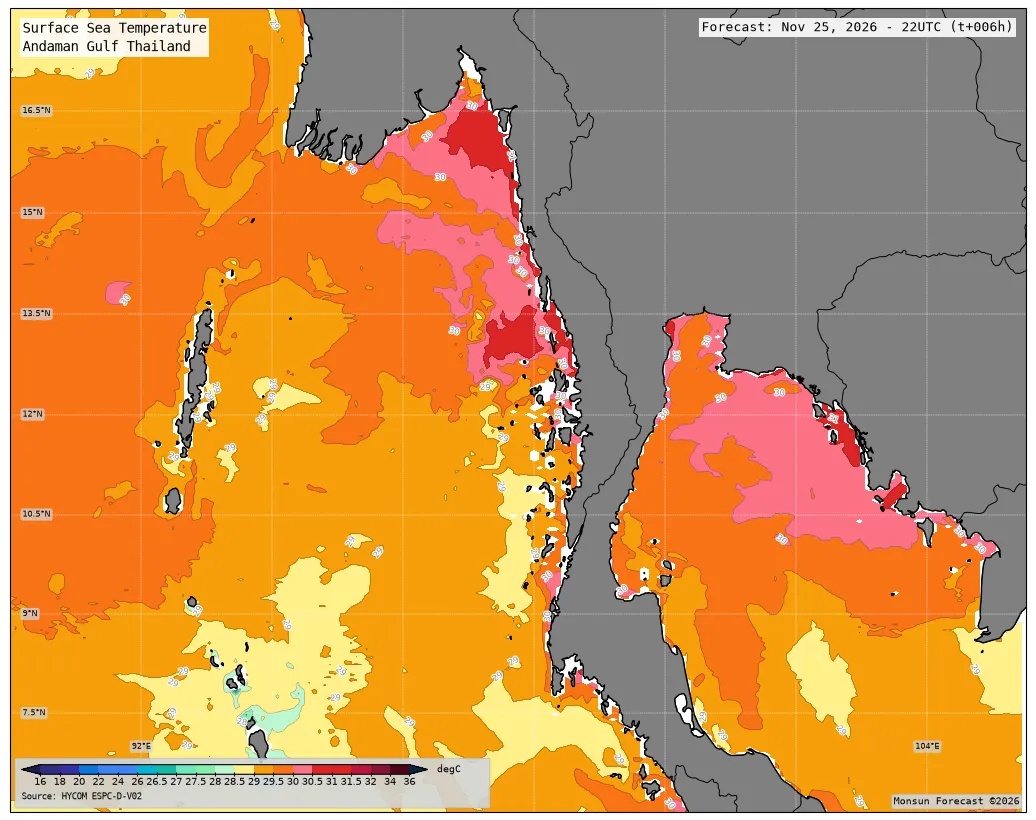 Surface Sea Temperature
Andaman Gulf Thailand
Forecast: Nov 25, 2026 - 22UTC (t+006h)
16.5°N
15°N
13.5°N
12°N
10.5°N
9°N
7.5°N
92°E
104°E
degC
16 18 20 22 24 26 26.5 27 27.5 28 28.5 29 29.5 30 30.5 31 31.5 32 34 36
Source: HYCOM ESPC-D-V02
Monsun Forecast ©2026